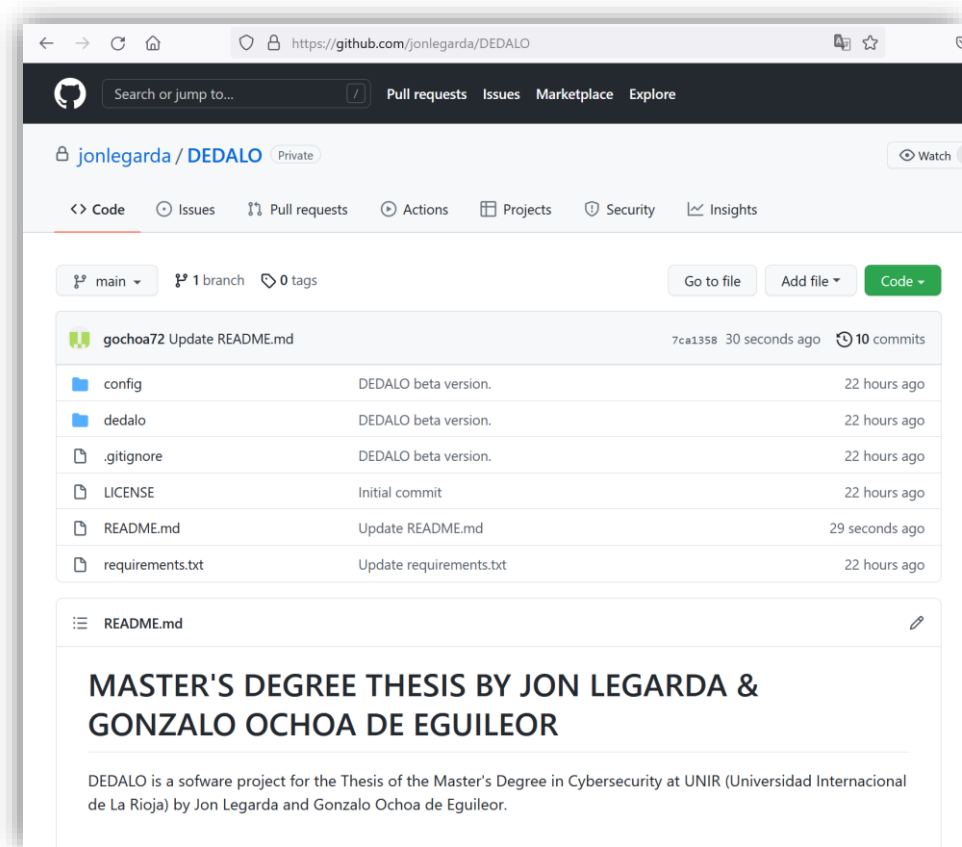 https://github.com/jonlegarda/DEDALO
Search or jump to... / Pull requests Issues Marketplace Explore
jonlegarda / DEDALO Private Watch
<> Code Issues Pull requests Actions Projects Security Insights
main 1 branch 0 tags Go to file Add file Code
gochoa72 Update README.md 7ca1358 30 seconds ago 10 commits
config DEDALO beta version. 22 hours ago
dedalo DEDALO beta version. 22 hours ago
.gitignore DEDALO beta version. 22 hours ago
LICENSE Initial commit 22 hours ago
README.md Update README.md 29 seconds ago
requirements.txt Update requirements.txt 22 hours ago
README.md
MASTER'S DEGREE THESIS BY JON LEGARDA &
GONZALO OCHOA DE EGUILEOR
DEDALO is a sofware project for the Thesis of the Master's Degree in Cybersecurity at UNIR (Universidad Internacional
de La Rioja) by Jon Legarda and Gonzalo Ochoa de Eguileor.